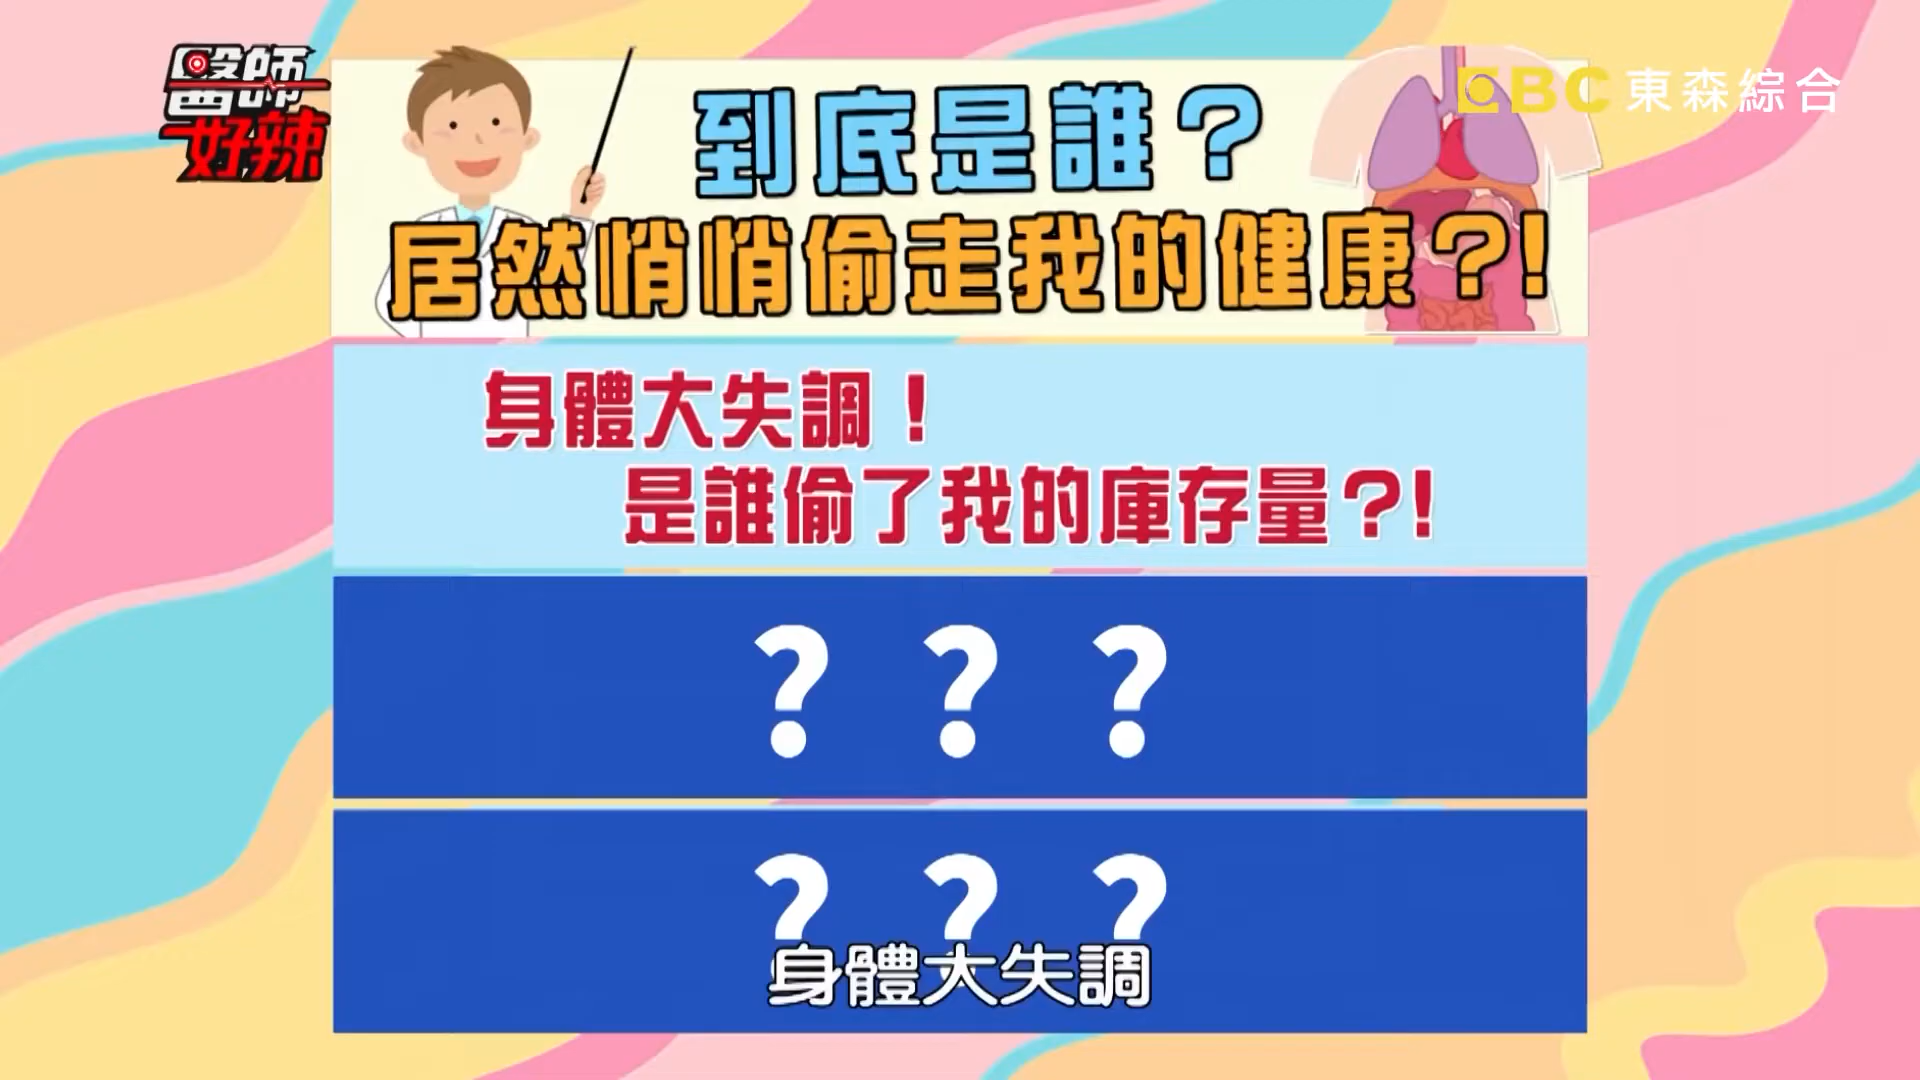 醫師
好辣
EBC 東森綜合
到底是誰？
居然悄悄偷走我的健康？!
身體大失調！
是誰偷了我的庫存量？!
？？？
？？？
身體大失調